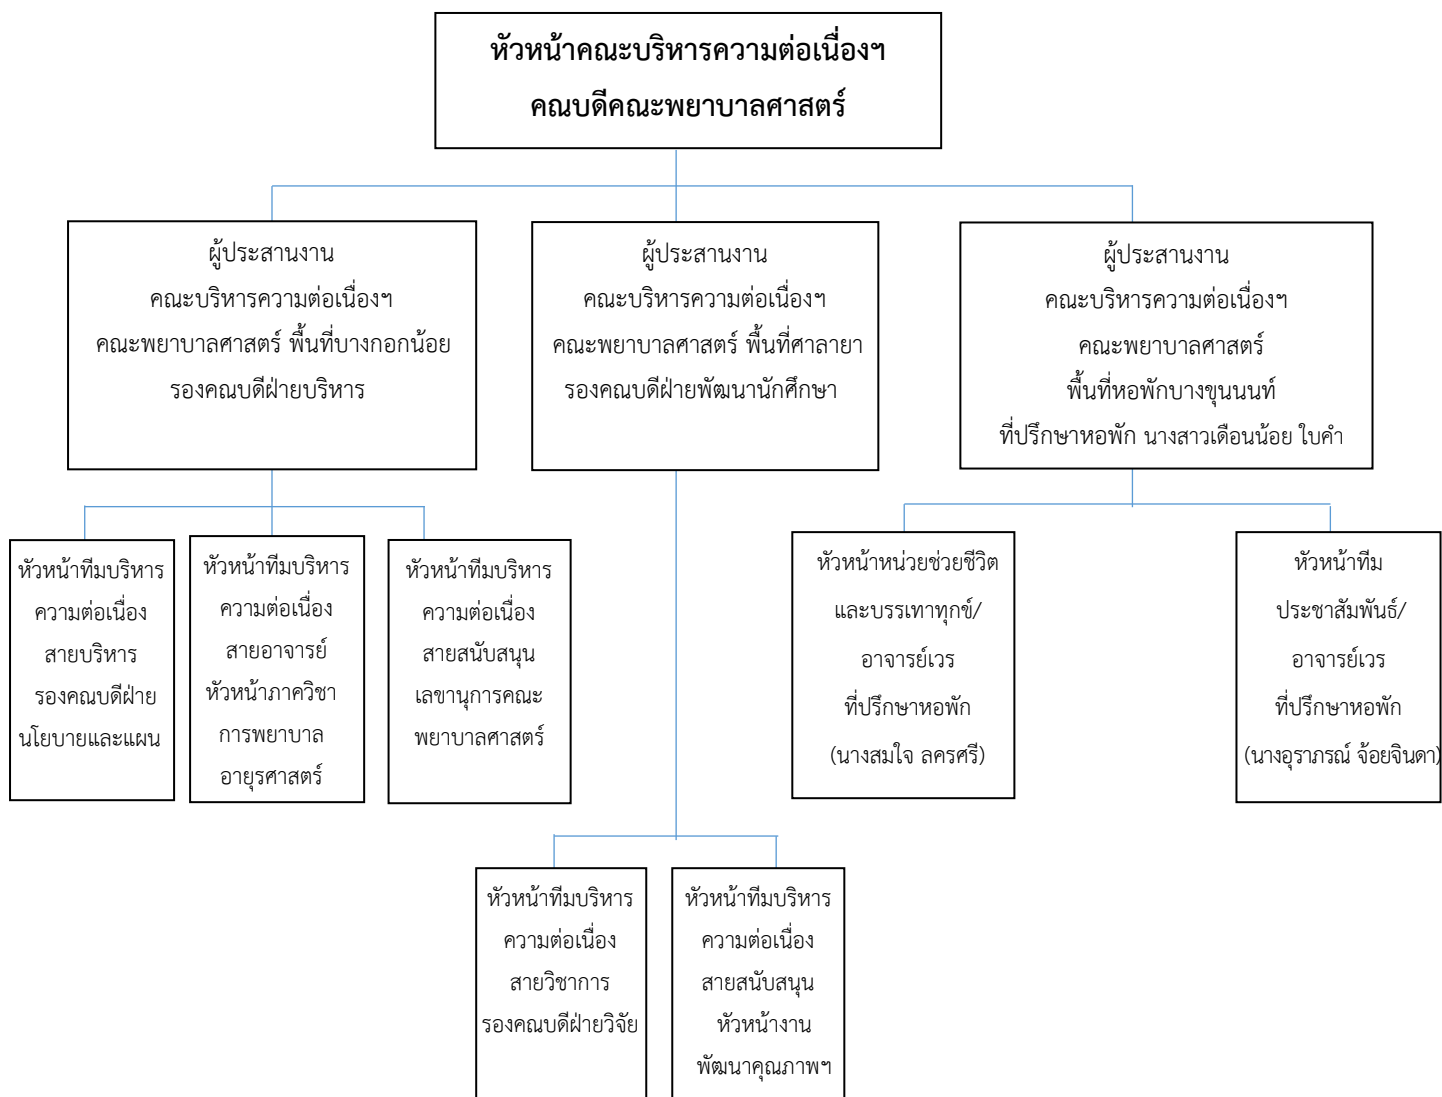 หัวหน้าคณะบริหารความต่อเนื่องฯ
คณบดีคณะพยาบาลศาสตร์
ผู้ประสานงาน
คณะบริหารความต่อเนื่องฯ
คณะพยาบาลศาสตร์ พื้นที่บางกอกน้อย
รองคณบดีฝ่ายบริหาร
ผู้ประสานงาน
คณะบริหารความต่อเนื่องฯ
คณะพยาบาลศาสตร์ พื้นที่ศาลายา
รองคณบดีฝ่ายพัฒนานักศึกษา
ผู้ประสานงาน
คณะบริหารความต่อเนื่องฯ
คณะพยาบาลศาสตร์
พื้นที่หอพักบางขุนนนท์
ที่ปรึกษาหอพัก นางสาวเดือนน้อย ใบคำ
หัวหน้าทีมบริหาร
ความต่อเนื่อง
สายบริหาร
รองคณบดีฝ่าย
นโยบายและแผน
หัวหน้าทีมบริหาร
ความต่อเนื่อง
สายอาจารย์
หัวหน้าภาควิชา
การพยาบาล
อายุรศาสตร์
หัวหน้าทีมบริหาร
ความต่อเนื่อง
สายสนับสนุน
เลขานุการคณะ
พยาบาลศาสตร์
หัวหน้าหน่วยช่วยชีวิต
และบรรเทาทุกข์/
อาจารย์เวร
ที่ปรึกษาหอพัก
(นางสมใจ ลครศรี)
หัวหน้าทีม
ประชาสัมพันธ์/
อาจารย์เวร
ที่ปรึกษาหอพัก
(นางอุราภรณ์ จ้อยจินดา)
หัวหน้าทีมบริหาร
ความต่อเนื่อง
สายวิชาการ
รองคณบดีฝ่ายวิจัย
หัวหน้าทีมบริหาร
ความต่อเนื่อง
สายสนับสนุน
หัวหน้างาน
พัฒนาคุณภาพฯ